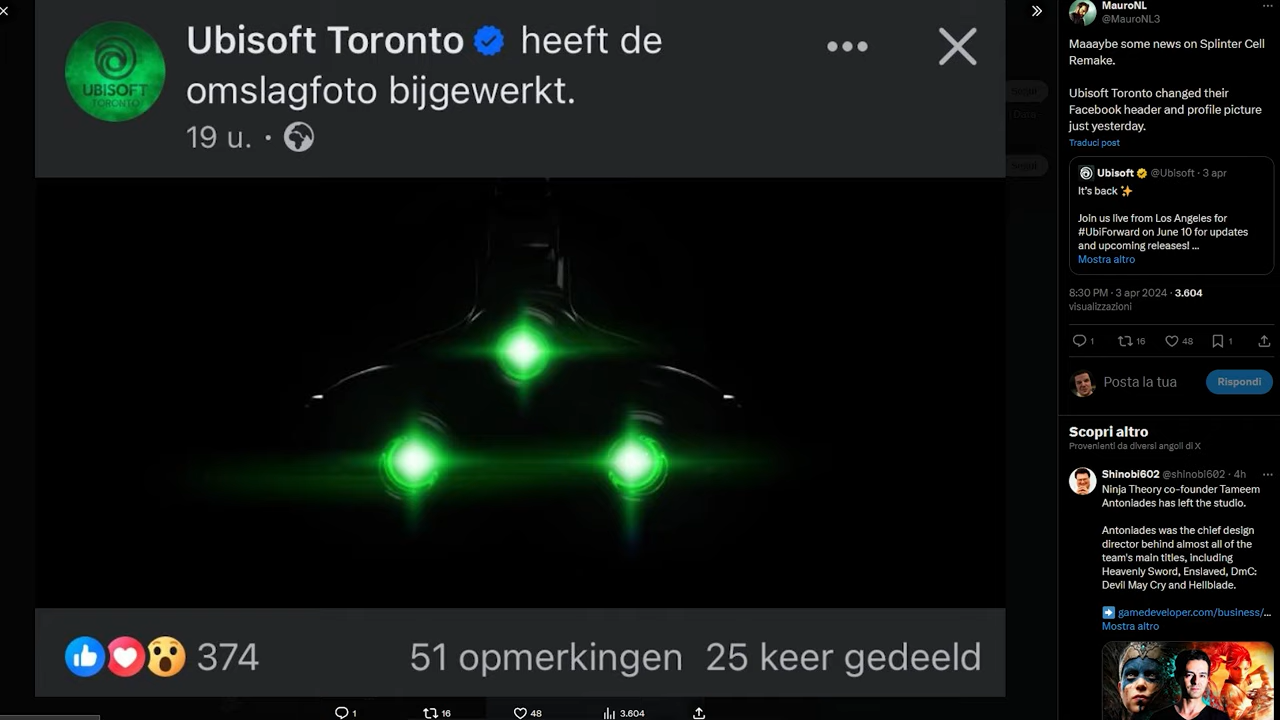 Ubisoft Toronto heeft de
omslagfoto bijgewerkt.
19 u. ·
UBISOFT
TORONTO
374
51 opmerkingen
25 keer gedeeld
1
16
48
3.604
MauroNL
@MauroNL3
Maaaybe some news on Splinter Cell
Remake.
Ubisoft Toronto changed their
Facebook header and profile picture
just yesterday.
Traduci post
Ubisoft @Ubisoft · 3 apr
It's back ✨
Join us live from Los Angeles for
#UbiForward on June 10 for updates
and upcoming releases! ...
Mostra altro
8:30 PM · 3 apr 2024 · 3.604
visualizzazioni
1
16
48
1
Posta la tua
Rispondi
Scopri altro
Provenienti da diversi angoli di X
Shinobi602 @shinobi602 · 4h
Ninja Theory co-founder Tameem
Antoniades has left the studio.
Antoniades was the chief design
director behind almost all of the
team's main titles, including
Heavenly Sword, Enslaved, DmC:
Devil May Cry and Hellblade.
➡ gamedeveloper.com/business/...
Mostra altro